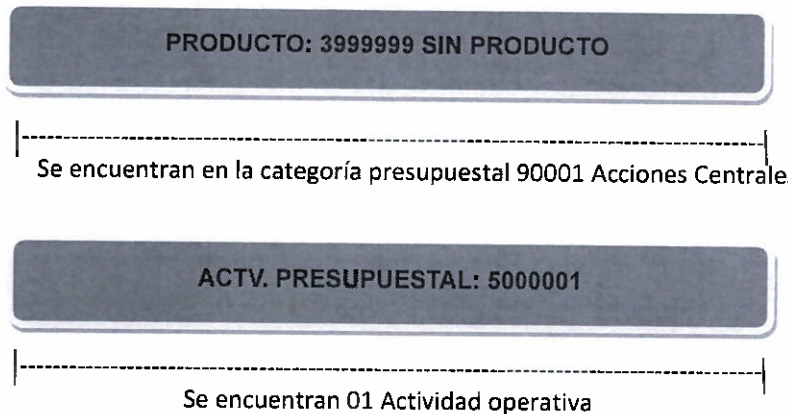 PRODUCTO: 3999999 SIN PRODUCTO
Se encuentran en la categoría presupuestal 90001 Acciones Centrale
ACTV. PRESUPUESTAL: 5000001
Se encuentran 01 Actividad operativa